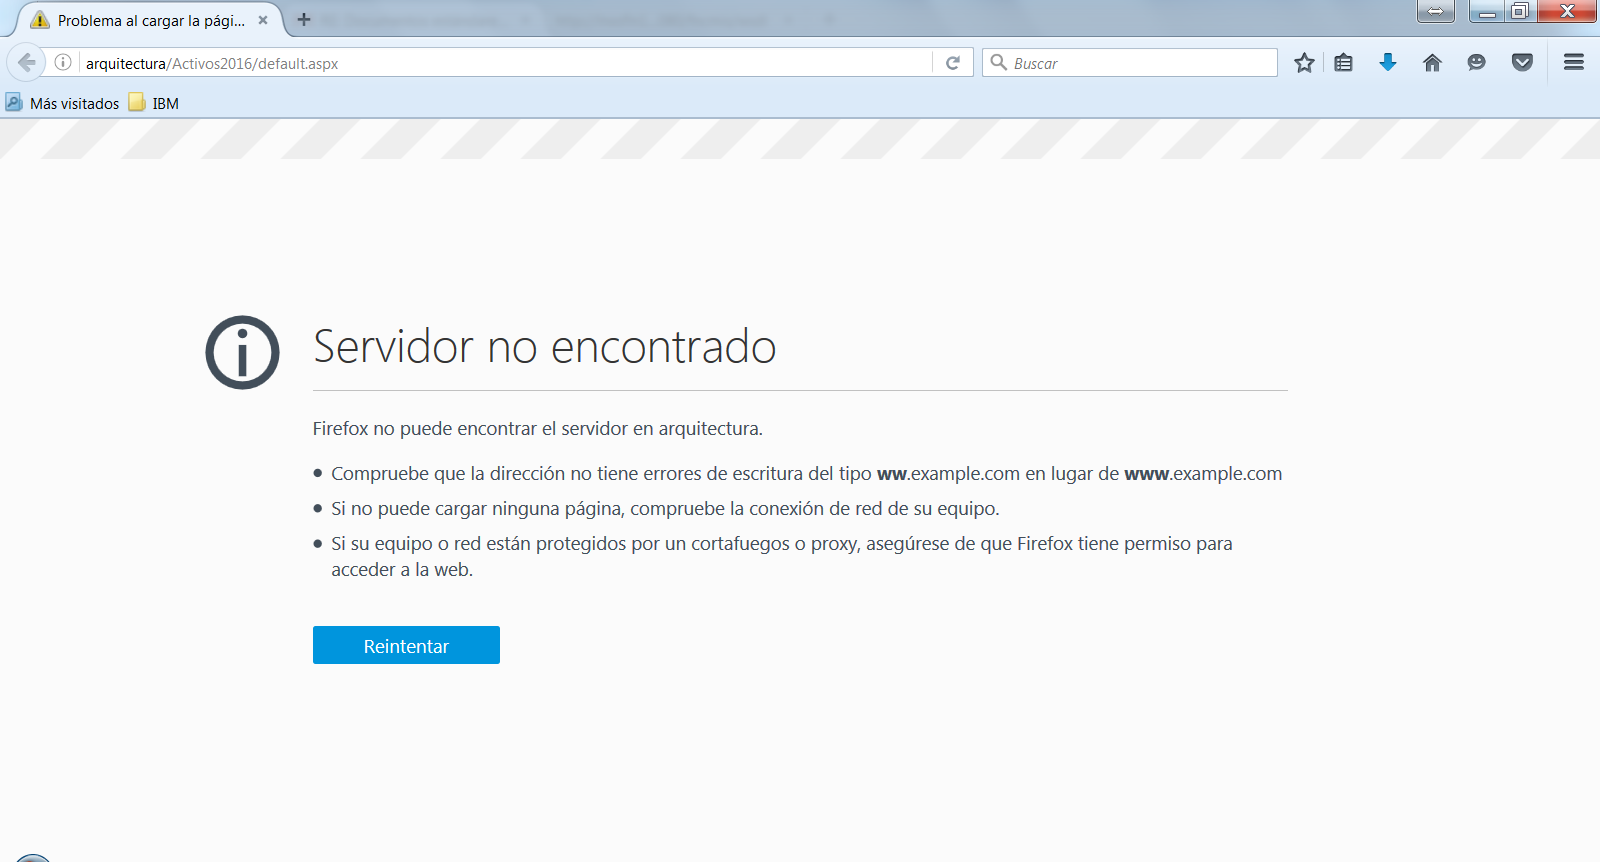 Problema al cargar la pági...
arquitectura/Activos2016/default.aspx
Buscar
Más visitados IBM
Servidor no encontrado
Firefox no puede encontrar el servidor en arquitectura.
Compruebe que la dirección no tiene errores de escritura del tipo ww.example.com en lugar de www.example.com
Si no puede cargar ninguna página, compruebe la conexión de red de su equipo.
Si su equipo o red están protegidos por un cortafuegos o proxy, asegúrese de que Firefox tiene permiso para
acceder a la web.
Reintentar